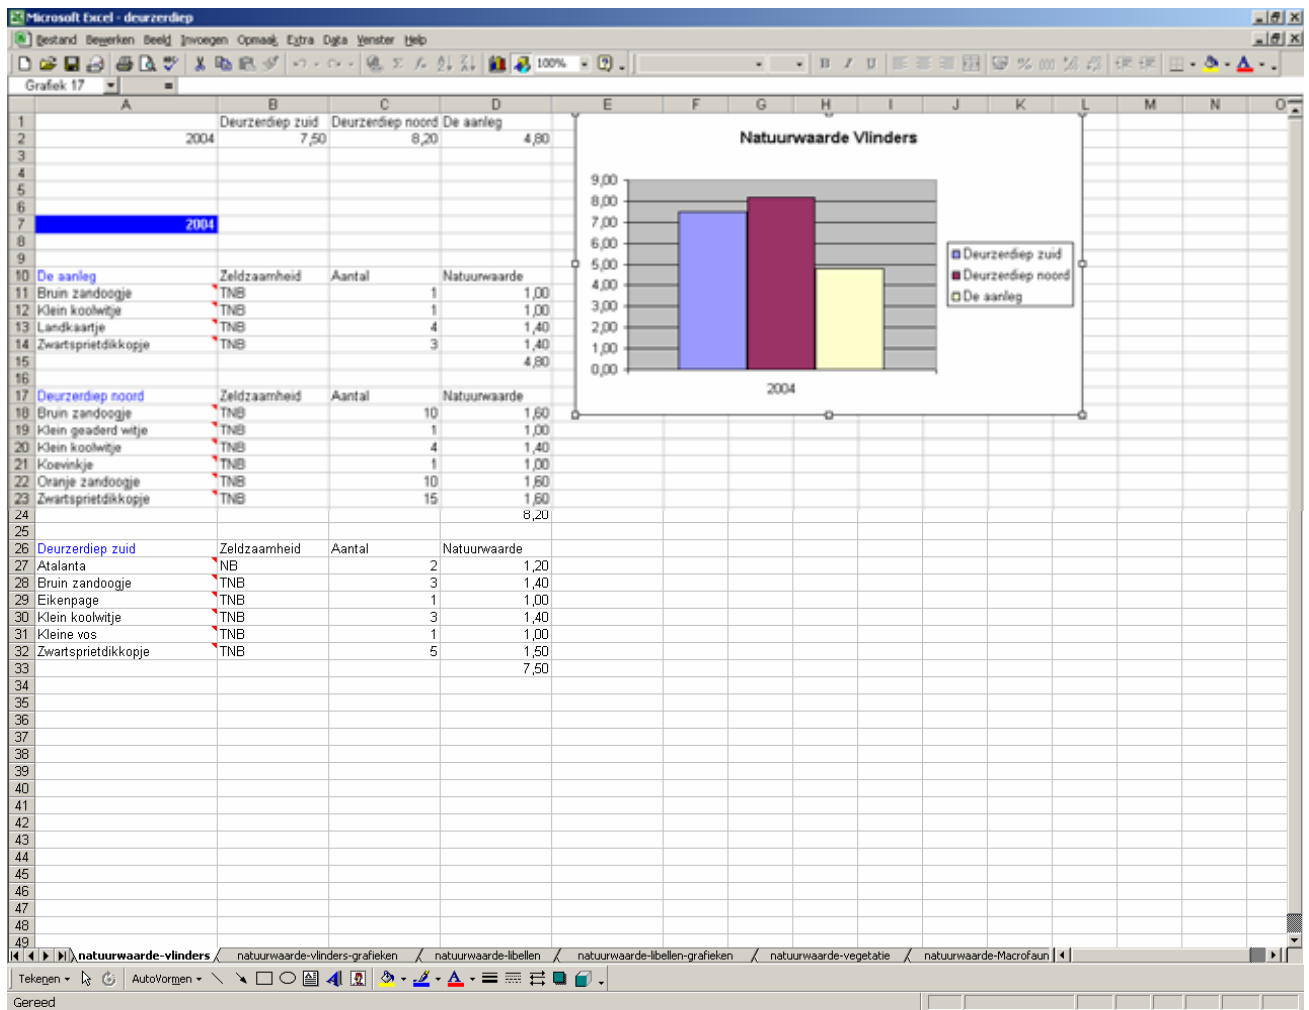 Microsoft Excel - deurzerdiep
Bestand Bewerken Beeld Invoegen Opmaak Extra Data Venster Help
100%
Grafiek 17 =
A B C D E F G H I J K L M N O
1 Deurzerdiep zuid Deurzerdiep noord De aanleg
2 2004 7,50 8,20 4,80
3
4
5
6
7 2004
8
9
10 De aanleg Zeldzaamheid Aantal Natuurwaarde
11 Bruin zandoogje TNB 1 1,00
12 Klein koolwitje TNB 1 1,00
13 Landkaartje TNB 4 1,40
14 Zwartsprietdikkopje TNB 3 1,40
15 4,80
16
17 Deurzerdiep noord Zeldzaamheid Aantal Natuurwaarde
18 Bruin zandoogje TNB 10 1,60
19 Klein geaderd witje TNB 1 1,00
20 Klein koolwitje TNB 4 1,40
21 Koevinkje TNB 1 1,00
22 Oranje zandoogje TNB 10 1,60
23 Zwartsprietdikkopje TNB 15 1,60
24 8,20
25
26 Deurzerdiep zuid Zeldzaamheid Aantal Natuurwaarde
27 Atalanta NB 2 1,20
28 Bruin zandoogje TNB 3 1,40
29 Eikenpage TNB 1 1,00
30 Klein koolwitje TNB 3 1,40
31 Kleine vos TNB 1 1,00
32 Zwartsprietdikkopje TNB 5 1,50
33 7,50
34
35
36
37
38
39
40
41
42
43
44
45
46
47
48
49
Natuurwaarde Vlinders
9,00
8,00
7,00
6,00
5,00
4,00
3,00
2,00
1,00
0,00
2004
Deurzerdiep zuid
Deurzerdiep noord
De aanleg
natuurwaarde-vlinders natuurwaarde-vlinders-grafieken natuurwaarde-libellen natuurwaarde-libellen-grafieken natuurwaarde-vegetatie natuurwaarde-Macrofaun
Tekenen AutoVormen
Gereed